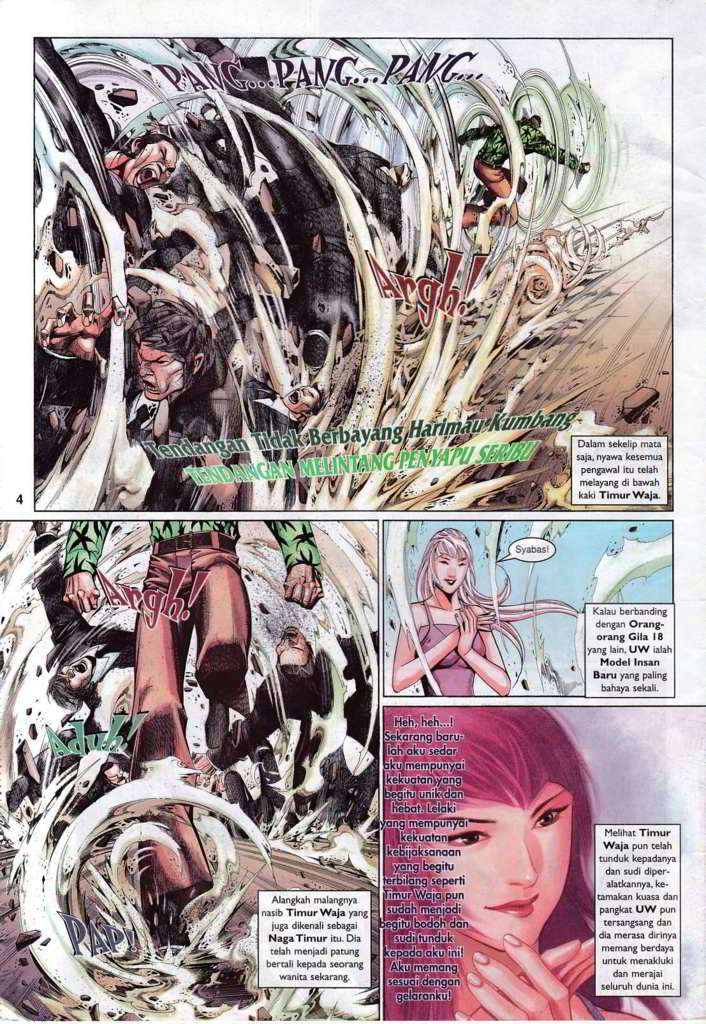 PANG...PANG...PANG...
Argh!
Tendangan Tidak Berbayang Harimau Kumbang
TENDANGAN MELINTANG PENYAPU SERIBU
Dalam sekelip mata
saja, nyawa kesemua
pengawal itu telah
melayang di bawah
kaki Timur Waja.
4
Argh!
Aduh!
PAP!
Alangkah malangnya
nasib Timur Waja yang
juga dikenali sebagai
Naga Timur itu. Dia
telah menjadi patung
bertali kepada seorang
wanita sekarang.
Syabas!
Kalau berbanding
dengan Orang-
orang Gila 18
yang lain, UW ialah
Model Insan
Baru yang paling
bahaya sekali.
Heh, heh...!
Sekarang baru-
lah aku sedar
aku mempunyai
kekuatan yang
begitu unik dan
hebat. Lelaki
yang mempunyai
kekuatan
kebijaksanaan
yang begitu
terbilang seperti
Timur Waja pun
sudah menjadi
begitu bodoh dan
sudi tunduk
kepada aku ini!
Aku memang
sesuai dengan
gelaranku!
Melihat Timur
Waja pun telah
tunduk kepadanya
dan sudi diper-
alatkannya, ke-
tamakan kuasa dan
pangkat UW pun
tersangsang dan
dia merasa dirinya
memang berdaya
untuk menakluki
dan merajai
seluruh dunia ini.